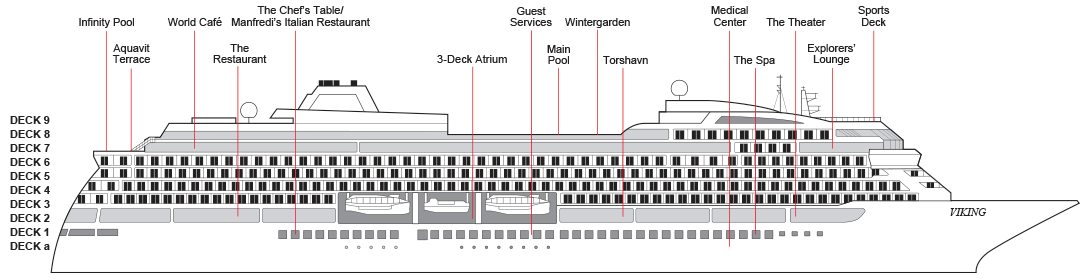 The Chef's Table/
Manfredi's Italian Restaurant
Guest
Services
Medical
Center
Sports
Deck
Infinity Pool
World Café
Wintergarden
The Theater
Aquavit
Terrace
The
Restaurant
3-Deck Atrium
Main
Pool
Torshavn
The Spa
Explorers'
Lounge
DECK 9
DECK 8
DECK 7
DECK 6
DECK 5
DECK 4
DECK 3
DECK 2
DECK 1
DECK a
VIKING